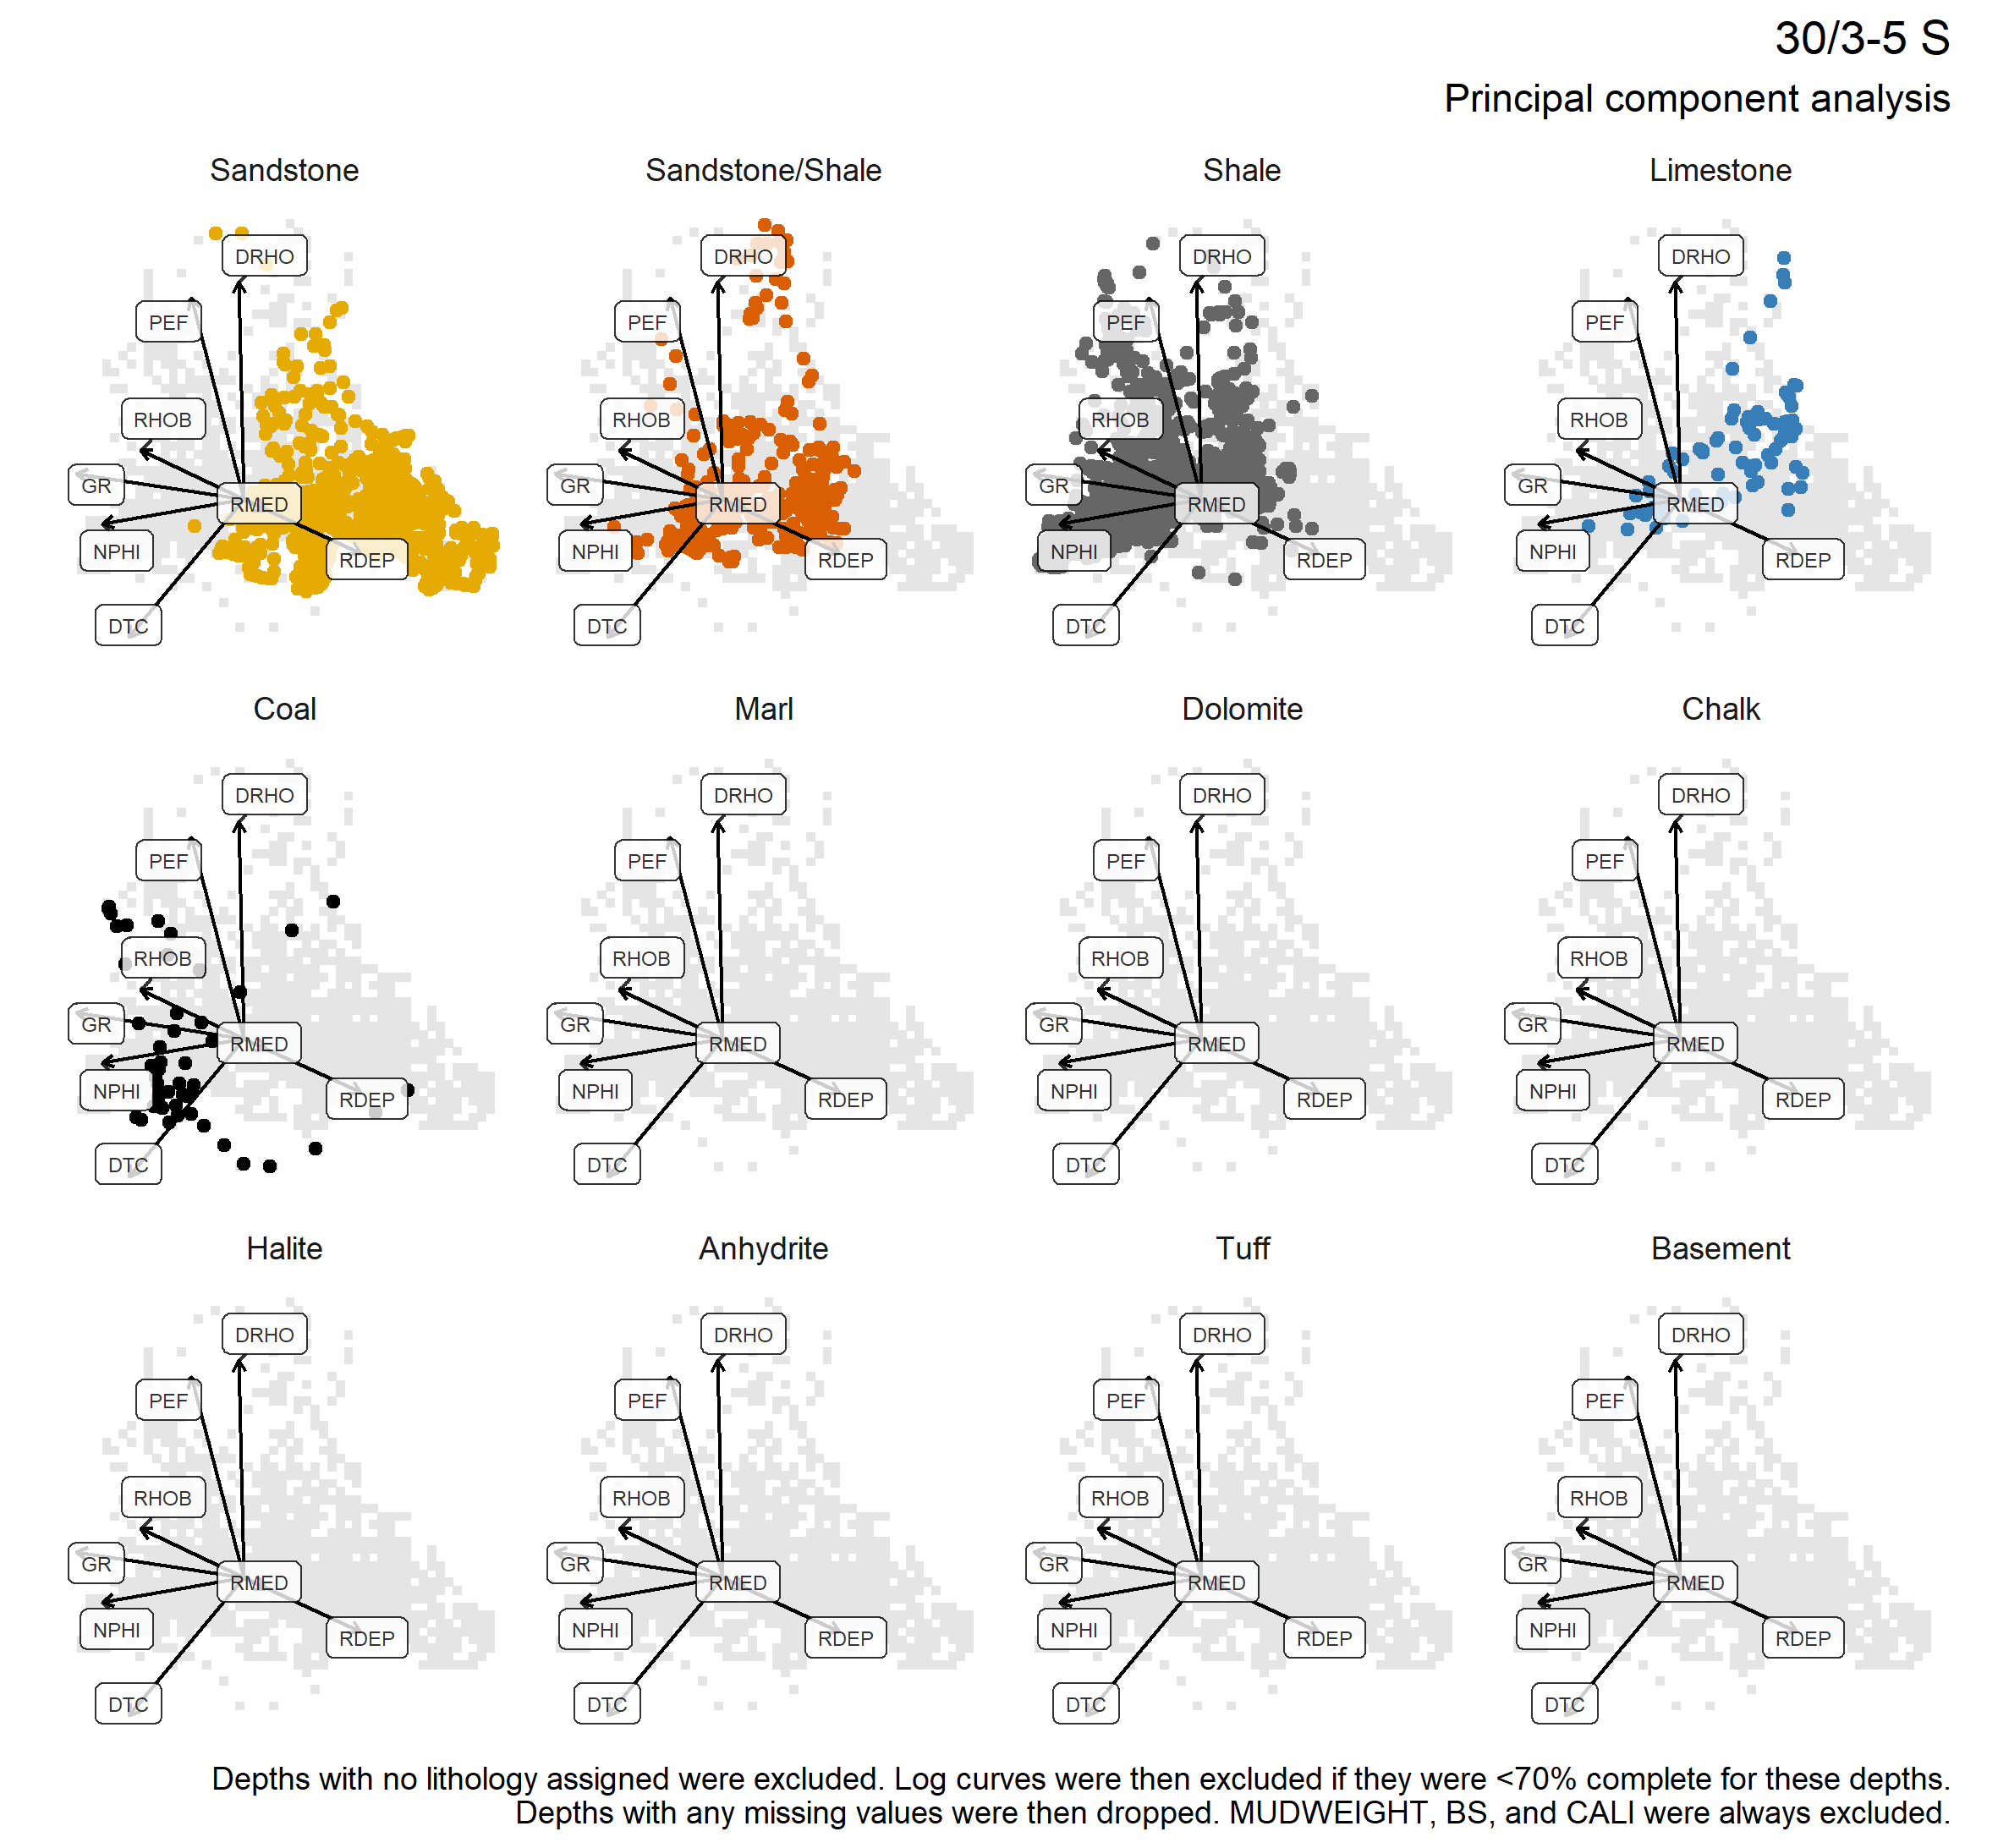 30/3-5 S
Principal component analysis
Sandstone
Sandstone/Shale
Shale
Limestone
DRHO
DRHO
DRHO
DRHO
PEF
PEF
PEF
PEF
RHOB
RHOB
RHOB
RHOB
GR
GR
GR
GR
RMED
RMED
RMED
RMED
NPHI
NPHI
NPHI
NPHI
RDEP
RDEP
RDEP
RDEP
DTC
DTC
DTC
DTC
Coal
Marl
Dolomite
Chalk
DRHO
DRHO
DRHO
DRHO
PEF
PEF
PEF
PEF
RHOB
RHOB
RHOB
RHOB
GR
GR
GR
GR
RMED
RMED
RMED
RMED
NPHI
NPHI
NPHI
NPHI
RDEP
RDEP
RDEP
RDEP
DTC
DTC
DTC
DTC
Halite
Anhydrite
Tuff
Basement
DRHO
DRHO
DRHO
DRHO
PEF
PEF
PEF
PEF
RHOB
RHOB
RHOB
RHOB
GR
GR
GR
GR
RMED
RMED
RMED
RMED
NPHI
NPHI
NPHI
NPHI
RDEP
RDEP
RDEP
RDEP
DTC
DTC
DTC
DTC
Depths with no lithology assigned were excluded. Log curves were then excluded if they were <70% complete for these depths.
Depths with any missing values were then dropped. MUDWEIGHT, BS, and CALI were always excluded.